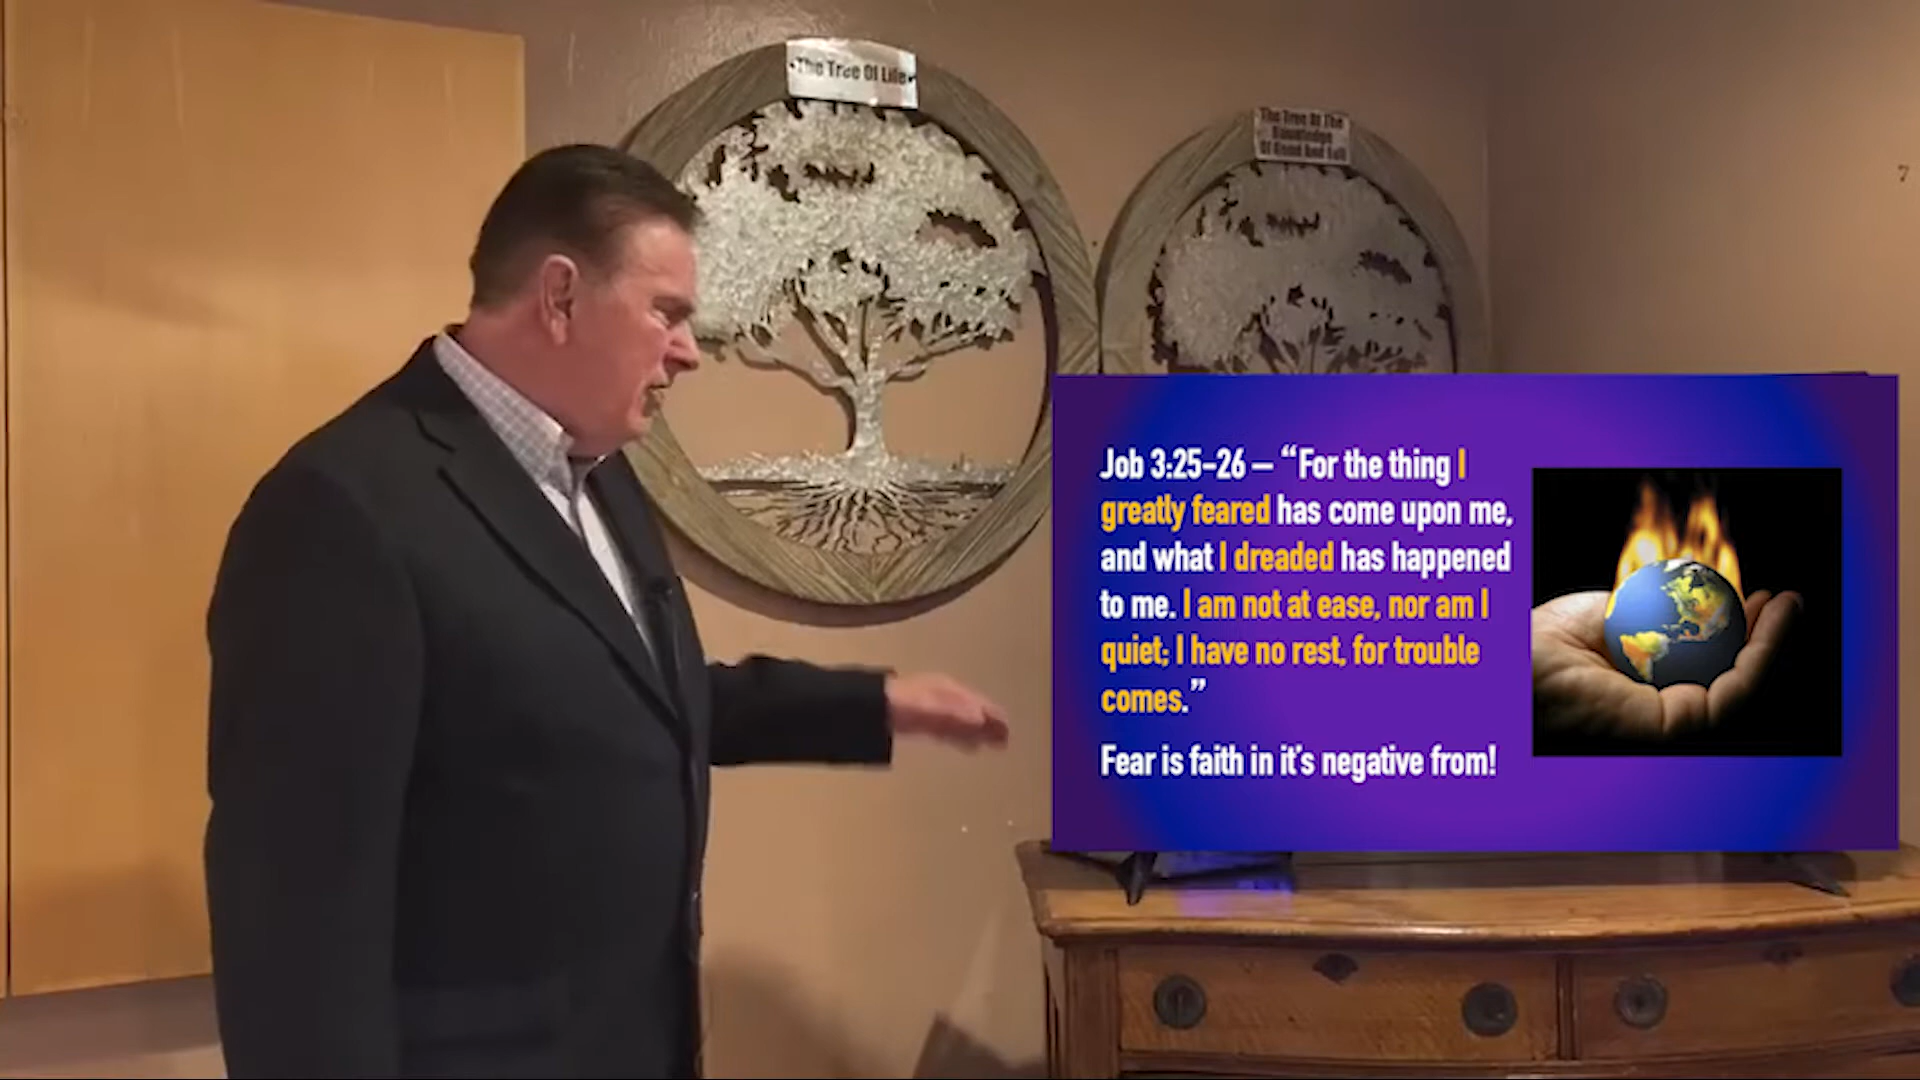 The Tree Of Life
The Tree Of The
Knowledge
Of Good And Evil
7
Job 3:25–26 – “For the thing I
greatly feared has come upon me,
and what I dreaded has happened
to me. I am not at ease, nor am I
quiet; I have no rest, for trouble
comes.”
Fear is faith in it’s negative from!